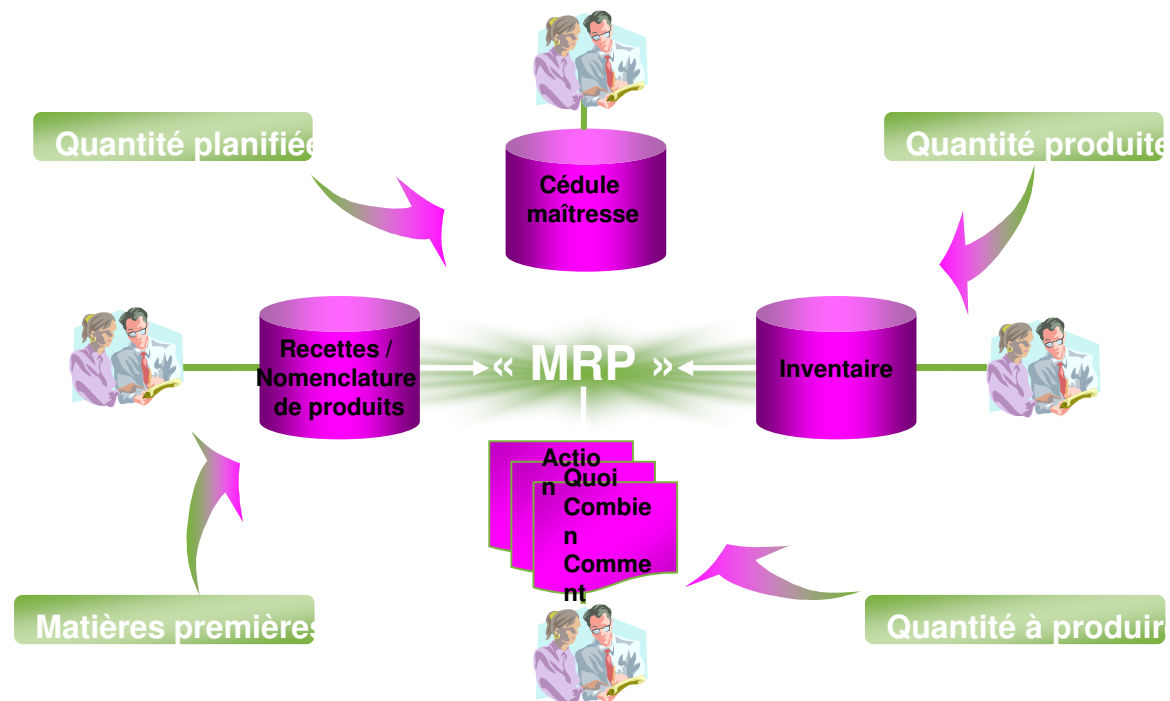 Quantité planifiée
Quantité produite
Cédule
maîtresse
Recettes /
Nomenclature
de produits
« MRP »
Inventaire
Actio
n
Quoi
Combie
n
Comme
nt
Matières premières
Quantité à produir